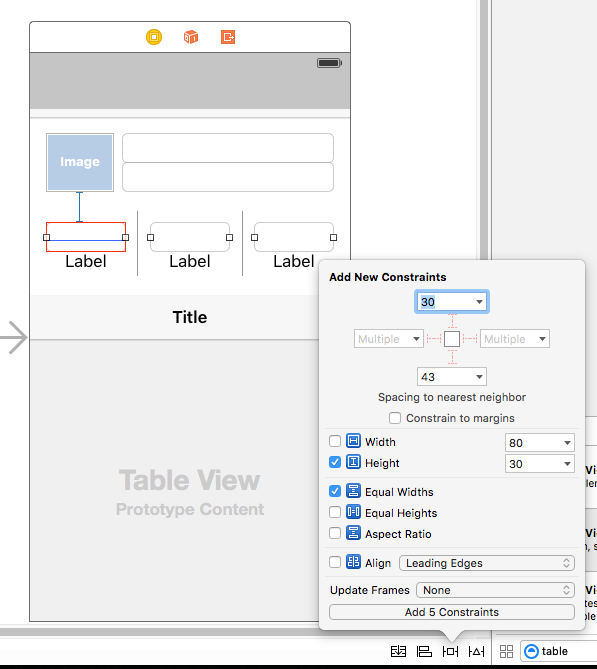 Image
Label
Label
Label
Title
Table View
Prototype Content
Add New Constraints
30
Multiple
Multiple
43
Spacing to nearest neighbor
Constrain to margins
Width
80
Height
30
Equal Widths
Equal Heights
Aspect Ratio
Align
Leading Edges
Update Frames
None
Add 5 Constraints
table